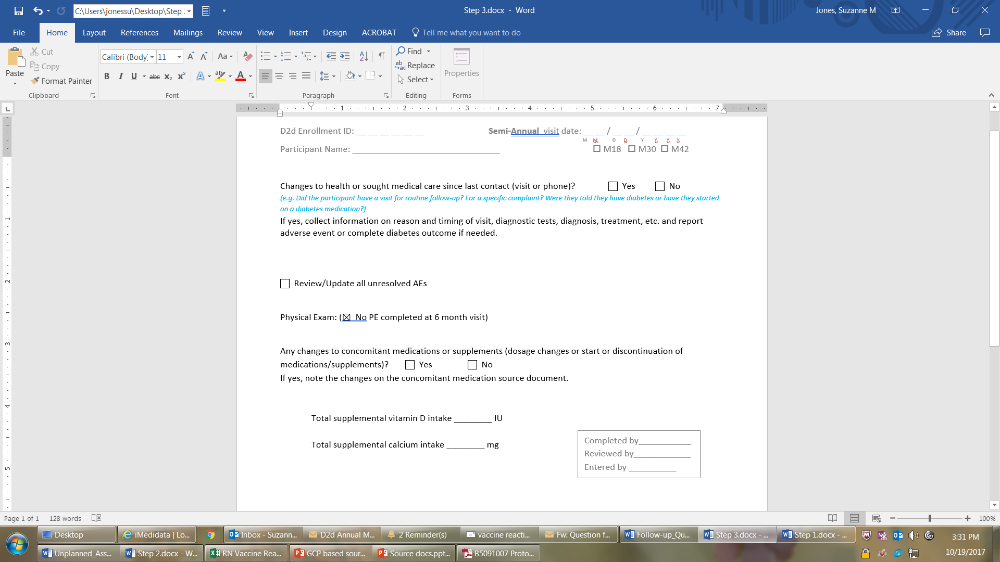 C:\Users\jonessu\Desktop\Step
Step 3.docx - Word
Jones, Suzanne M
File Home Layout References Mailings Review View Insert Design ACROBAT Tell me what you want to do Share
Paste
Cut
Copy
Format Painter
Clipboard
Calibri (Body) 11
Font
Paragraph
Find
Replace
Select
Editing
Properties
Forms
1 2 3 4 5 6 7
D2d Enrollment ID: __ __ __ __ __ __ Semi-Annual visit date: __ __ / __ __ / __ __ __ __
M M D D Y Y Y Y
Participant Name: ______________________________ ☐ M18 ☐ M30 ☐ M42
Changes to health or sought medical care since last contact (visit or phone)? ☐ Yes ☐ No
(e.g. Did the participant have a visit for routine follow-up? For a specific complaint? Were they told they have diabetes or have they started
on a diabetes medication?)
If yes, collect information on reason and timing of visit, diagnostic tests, diagnosis, treatment, etc. and report
adverse event or complete diabetes outcome if needed.
☐ Review/Update all unresolved AEs
Physical Exam: (☒ No PE completed at 6 month visit)
Any changes to concomitant medications or supplements (dosage changes or start or discontinuation of
medications/supplements)? ☐ Yes ☐ No
If yes, note the changes on the concomitant medication source document.
Total supplemental vitamin D intake ________ IU
Total supplemental calcium intake ________ mg
Completed by___________
Reviewed by____________
Entered by __________
Page 1 of 1 128 words 100%
Desktop iMedidata | Lo... Inbox - Suzann... D2d Annual M... 2 Reminder(s) vaccine reacti... Fw: Question f... Follow-up_Qu... Step 3.docx - ... Step 1.docx - ...
3:31 PM
Unplanned_Ass... Step 2.docx - W... RN Vaccine Rea... GCP based sour... Source docs.ppt... B5091007 Proto...
10/19/2017